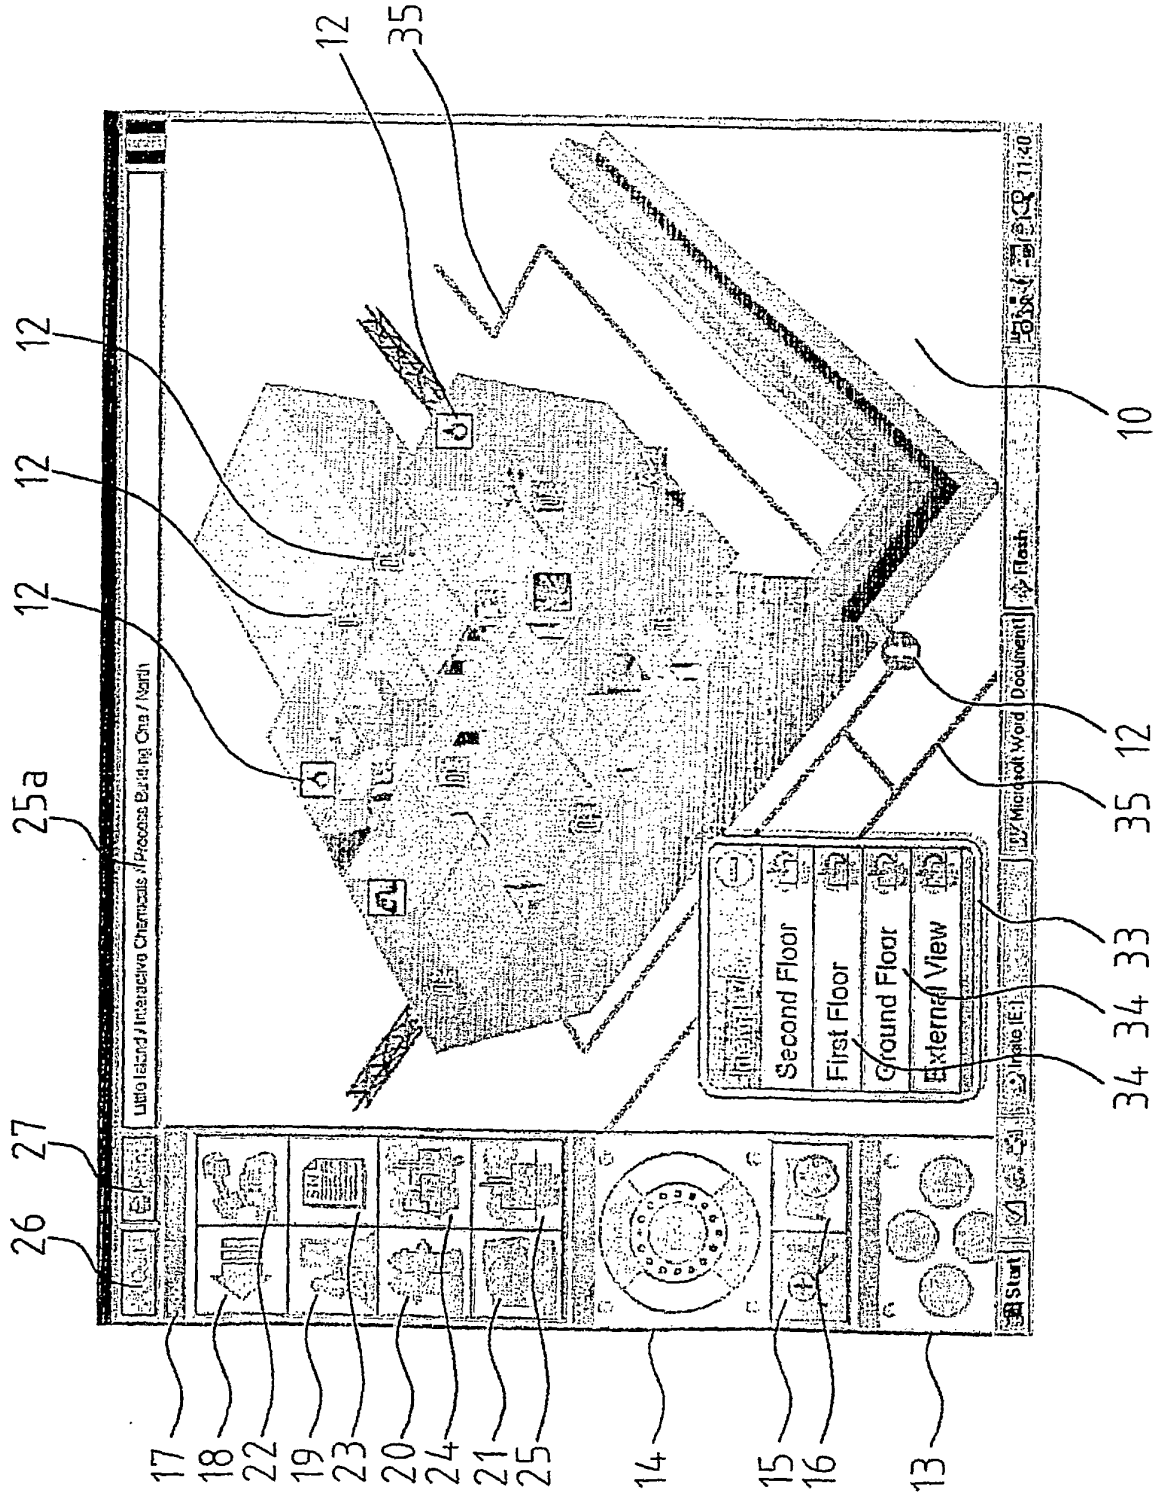 26
27
25a
12
12
12
12
35
Little Island / Interactive Chemicals / Process Building One / North
17
18
22
19
23
20
24
21
25
14
15
16
13
Second Floor
First Floor
Ground Floor
External View
Start
Microsoft Word
Document1
Flash
11:40
34
34
33
35
12
10